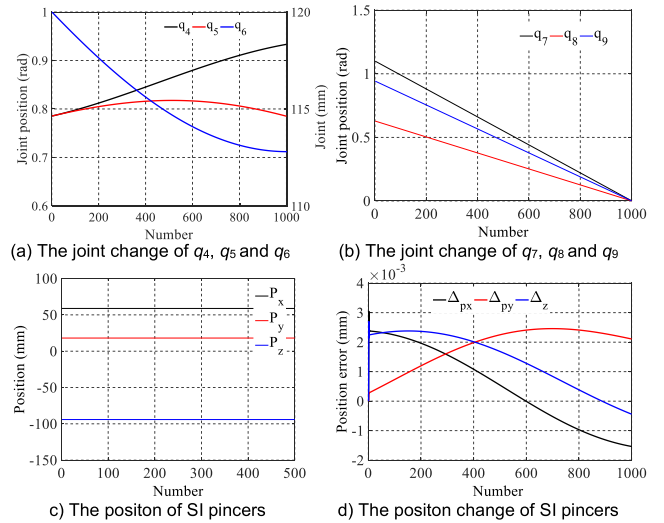 1
0.9
0.8
0.7
0.6
Joint position (rad)
q4 q5 q6
120
115
110
Joint (mm)
0 200 400 600 800 1000
Number
(a) The joint change of q4, q5 and q6
1.5
1
0.5
0
Joint position (rad)
q7 q8 q9
0 200 400 600 800 1000
Number
(b) The joint change of q7, q8 and q9
100
50
0
-50
-100
-150
Position (mm)
Px
Py
Pz
0 100 200 300 400 500
Number
c) The positon of SI pincers
×10-3
4
3
2
1
0
-1
-2
Position error (mm)
Δpx Δpy Δz
0 200 400 600 800 1000
Number
d) The positon change of SI pincers